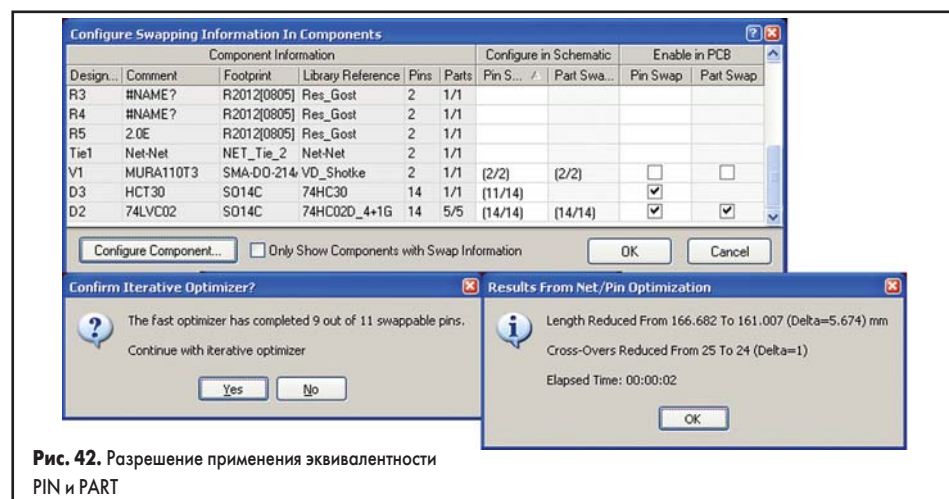 Configure Swapping Information In Components
Component Information Configure in Schematic Enable in PCB
Design... Comment Footprint Library Reference Pins Parts Pin S... Part Swa... Pin Swap Part Swap
R3 #NAME? R2012[0805] Res_Gost 2 1/1
R4 #NAME? R2012[0805] Res_Gost 2 1/1
R5 2.0E R2012[0805] Res_Gost 2 1/1
Tie1 Net-Net NET_Tie_2 Net-Net 2 1/1
V1 MURA110T3 SMA-DO-214 VD_Shotke 2 1/1 (2/2) (2/2)
D3 HCT30 SO14C 74HC30 14 1/1 (11/14)
D2 74LVC02 SO14C 74HC02D_4+1G 14 5/5 (14/14) (14/14)
Configure Component... Only Show Components with Swap Information OK Cancel
Confirm Iterative Optimizer?
The fast optimizer has completed 9 out of 11 swappable pins.
Continue with iterative optimizer
Yes No
Results From Net/Pin Optimization
Length Reduced From 166.682 To 161.007 (Delta=5.674) mm
Cross-Overs Reduced From 25 To 24 (Delta=1)
Elapsed Time: 00:00:02
OK
Рис. 42. Разрешение применения эквивалентности
PIN и PART